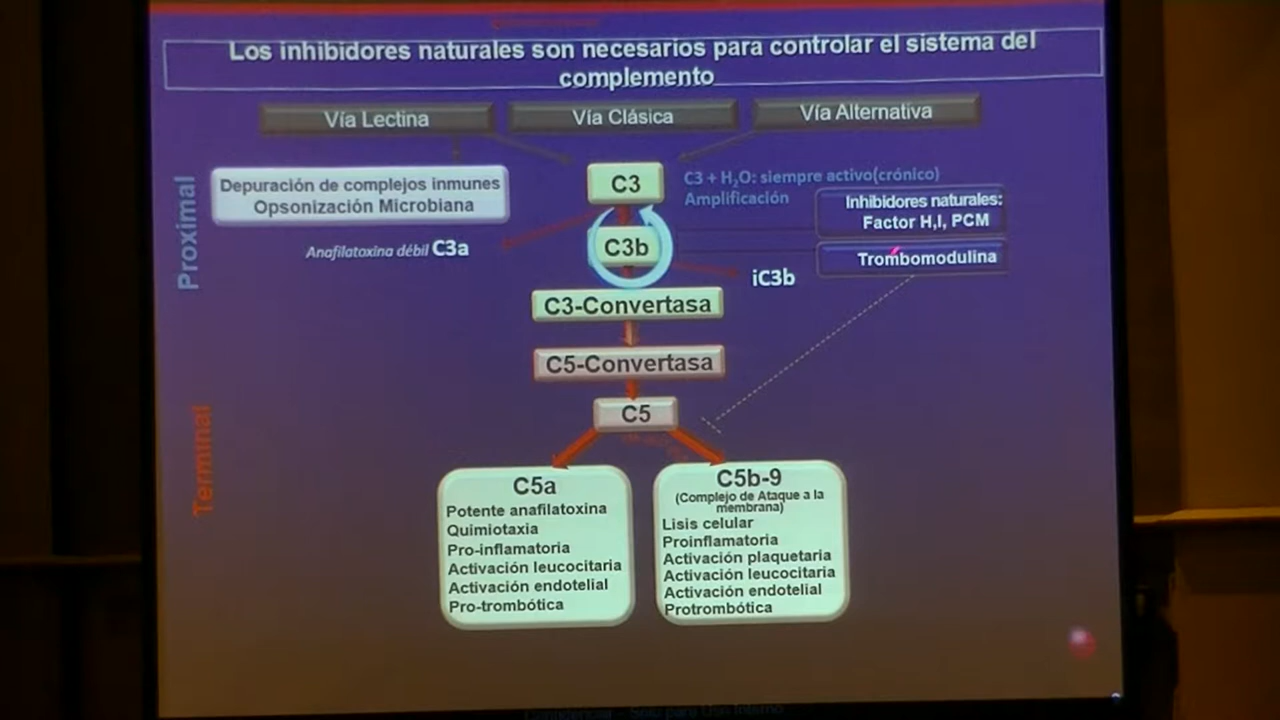 Los inhibidores naturales son necesarios para controlar el sistema del
complemento
Vía Lectina
Vía Clásica
Vía Alternativa
Proximal
Depuración de complejos inmunes
Opsonización Microbiana
C3
C3 + H₂O: siempre activo(crónico)
Amplificación
Inhibidores naturales:
Factor H,I, PCM
Anafilatoxina débil C3a
C3b
Trombomodulina
iC3b
C3-Convertasa
C5-Convertasa
C5
Terminal
C5a
Potente anafilatoxina
Quimiotaxia
Pro-inflamatoria
Activación leucocitaria
Activación endotelial
Pro-trombótica
C5b-9
(Complejo de Ataque a la
membrana)
Lisis celular
Proinflamatoria
Activación plaquetaria
Activación leucocitaria
Activación endotelial
Protrombótica